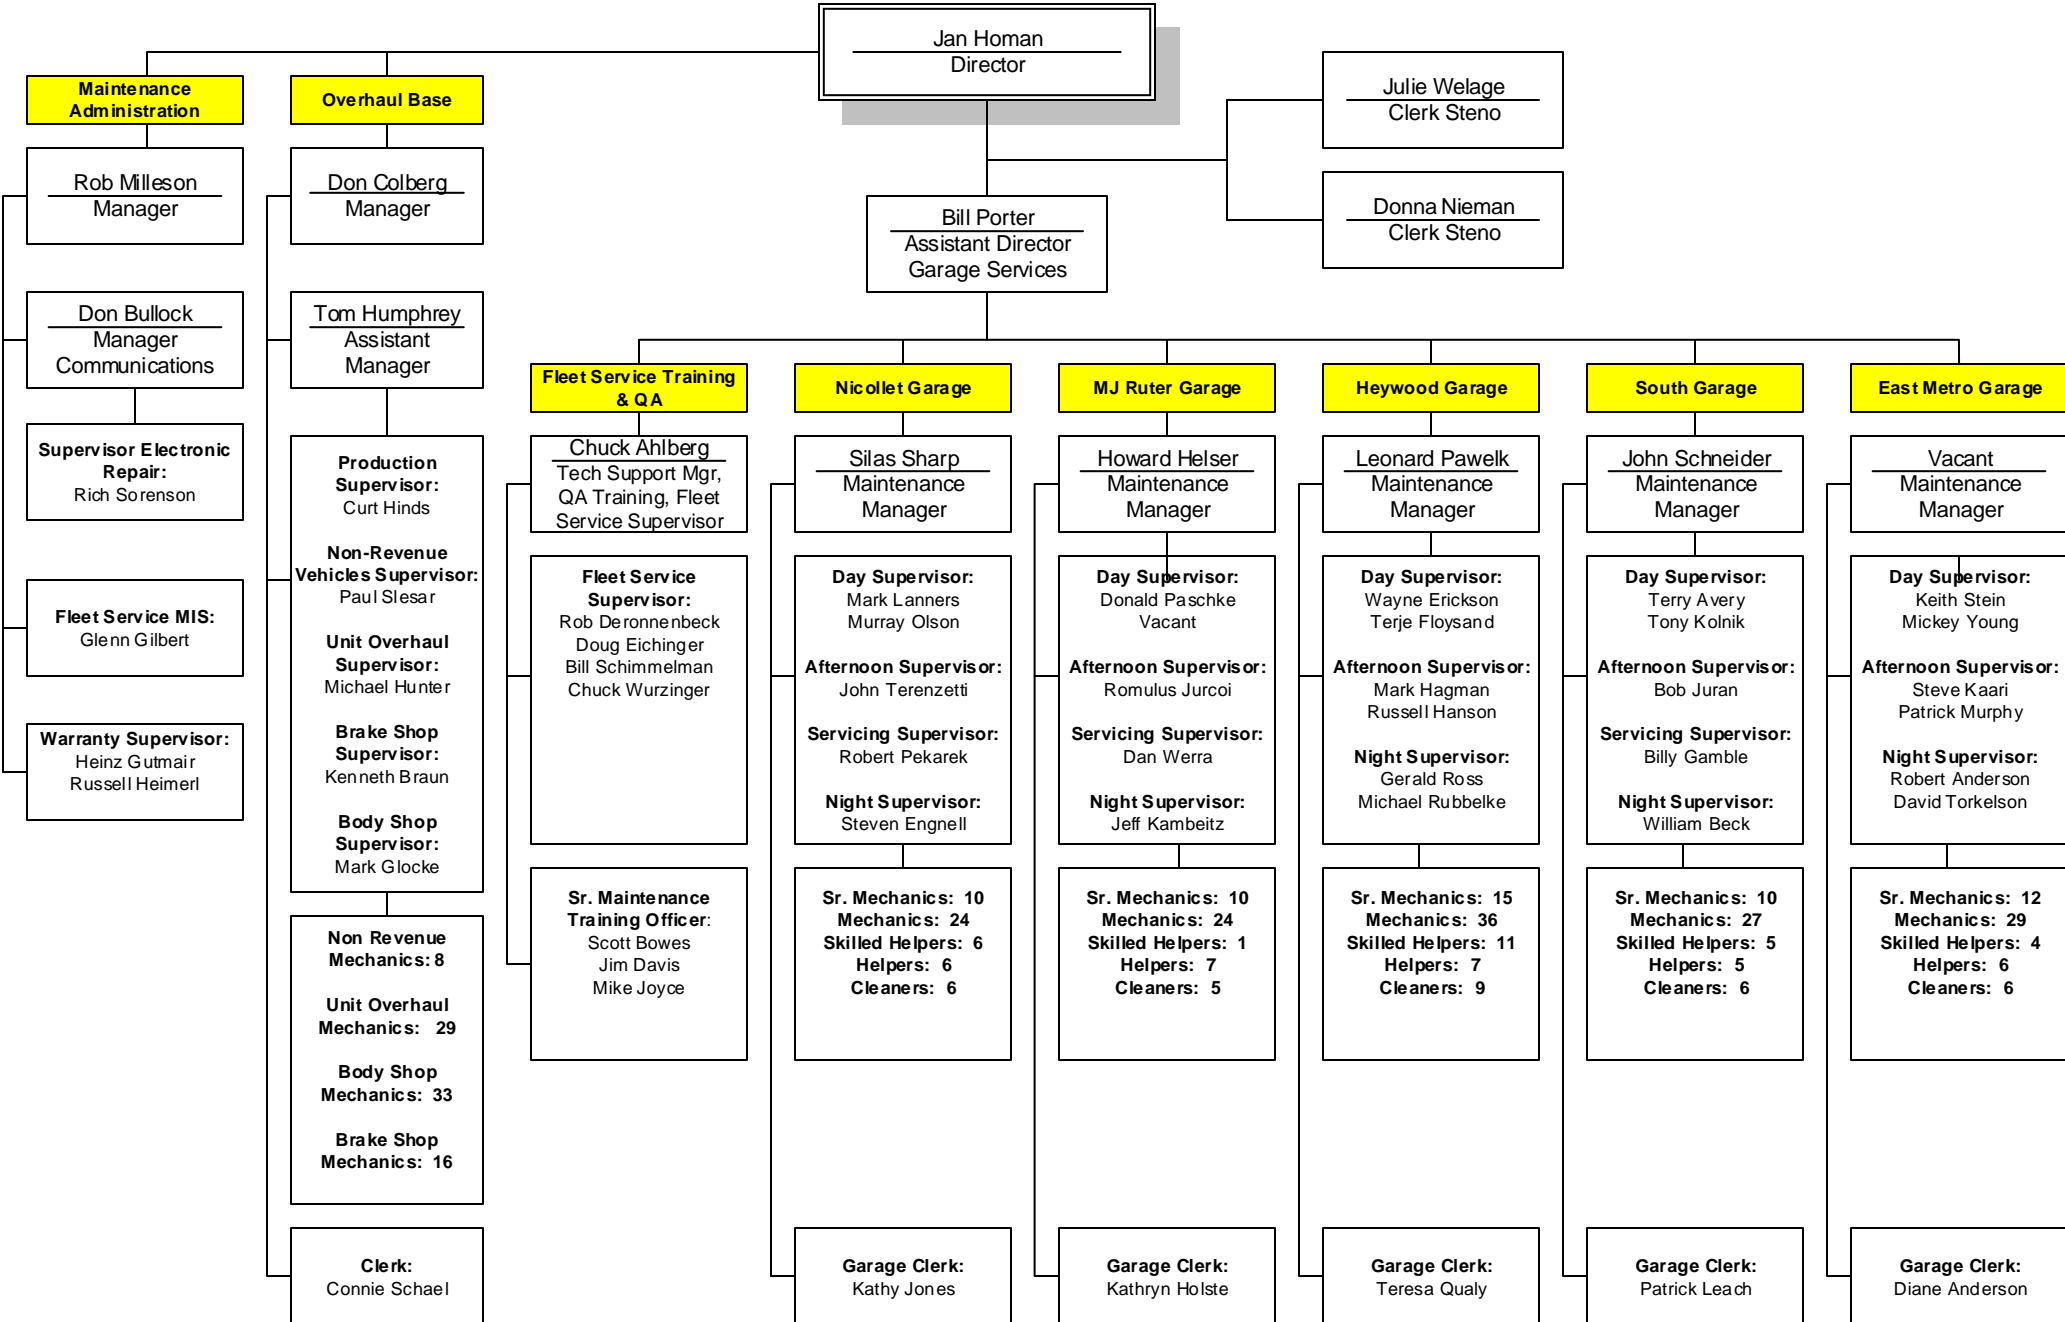 Jan Homan
Director
Julie Welage
Clerk Steno
Donna Nieman
Clerk Steno
Bill Porter
Assistant Director
Garage Services
Maintenance
Administration
Rob Milleson
Manager
Don Bullock
Manager
Communications
Supervisor Electronic
Repair:
Rich Sorenson
Fleet Service MIS:
Glenn Gilbert
Warranty Supervisor:
Heinz Gutmair
Russell Heimerl
Overhaul Base
Don Colberg
Manager
Tom Humphrey
Assistant
Manager
Production
Supervisor:
Curt Hinds
Non-Revenue
Vehicles Supervisor:
Paul Slesar
Unit Overhaul
Supervisor:
Michael Hunter
Brake Shop
Supervisor:
Kenneth Braun
Body Shop
Supervisor:
Mark Glocke
Non Revenue
Mechanics: 8
Unit Overhaul
Mechanics: 29
Body Shop
Mechanics: 33
Brake Shop
Mechanics: 16
Clerk:
Connie Schael
Fleet Service Training
& QA
Chuck Ahlberg
Tech Support Mgr,
QA Training, Fleet
Service Supervisor
Fleet Service
Supervisor:
Rob Deronnenbeck
Doug Eichinger
Bill Schimmelman
Chuck Wurzinger
Sr. Maintenance
Training Officer:
Scott Bowes
Jim Davis
Mike Joyce
Nicollet Garage
Silas Sharp
Maintenance
Manager
Day Supervisor:
Mark Lanners
Murray Olson
Afternoon Supervisor:
John Terenzetti
Servicing Supervisor:
Robert Pekarek
Night Supervisor:
Steven Engnell
Sr. Mechanics: 10
Mechanics: 24
Skilled Helpers: 6
Helpers: 6
Cleaners: 6
Garage Clerk:
Kathy Jones
MJ Ruter Garage
Howard Helser
Maintenance
Manager
Day Supervisor:
Donald Paschke
Vacant
Afternoon Supervisor:
Romulus Jurcoi
Servicing Supervisor:
Dan Werra
Night Supervisor:
Jeff Kambeitz
Sr. Mechanics: 10
Mechanics: 24
Skilled Helpers: 1
Helpers: 7
Cleaners: 5
Garage Clerk:
Kathryn Holste
Heywood Garage
Leonard Pawelk
Maintenance
Manager
Day Supervisor:
Wayne Erickson
Terje Floysand
Afternoon Supervisor:
Mark Hagman
Russell Hanson
Night Supervisor:
Gerald Ross
Michael Rubbelke
Sr. Mechanics: 15
Mechanics: 36
Skilled Helpers: 11
Helpers: 7
Cleaners: 9
Garage Clerk:
Teresa Qualy
South Garage
John Schneider
Maintenance
Manager
Day Supervisor:
Terry Avery
Tony Kolnik
Afternoon Supervisor:
Bob Juran
Servicing Supervisor:
Billy Gamble
Night Supervisor:
William Beck
Sr. Mechanics: 10
Mechanics: 27
Skilled Helpers: 5
Helpers: 5
Cleaners: 6
Garage Clerk:
Patrick Leach
East Metro Garage
Vacant
Maintenance
Manager
Day Supervisor:
Keith Stein
Mickey Young
Afternoon Supervisor:
Steve Kaari
Patrick Murphy
Night Supervisor:
Robert Anderson
David Torkelson
Sr. Mechanics: 12
Mechanics: 29
Skilled Helpers: 4
Helpers: 6
Cleaners: 6
Garage Clerk:
Diane Anderson